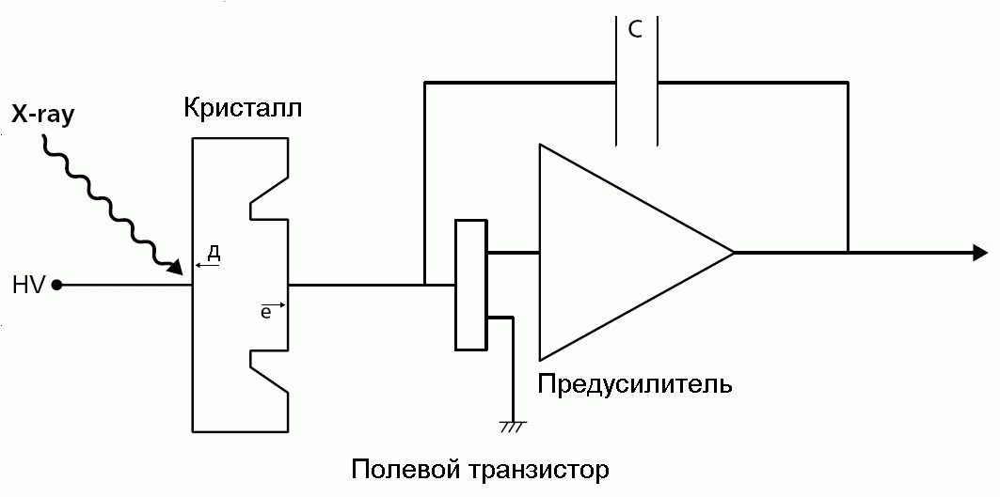 C
X-ray
Кристалл
Д
HV
e
Предусилитель
Полевой транзистор